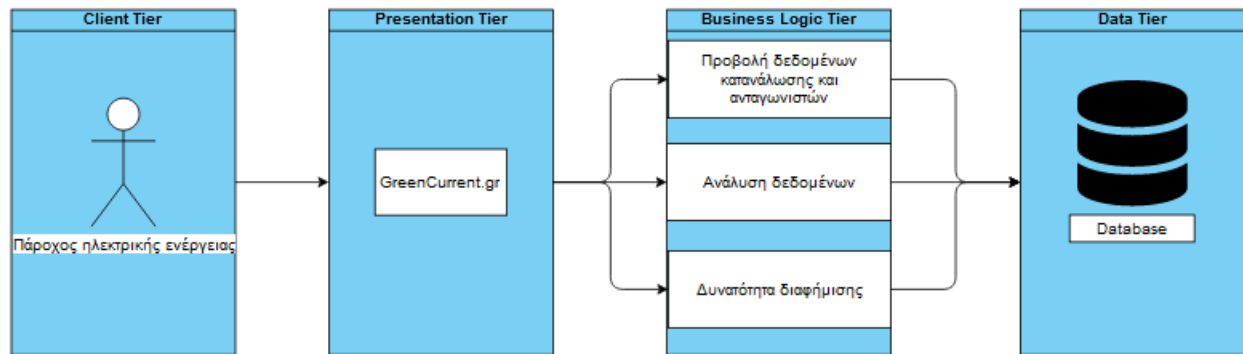 Client Tier
Πάροχος ηλεκτρικής ενέργειας
Presentation Tier
GreenCurrent.gr
Business Logic Tier
Προβολή δεδομένων
κατανάλωσης και
ανταγωνιστών
Ανάλυση δεδομένων
Δυνατότητα διαφήμισης
Data Tier
Database